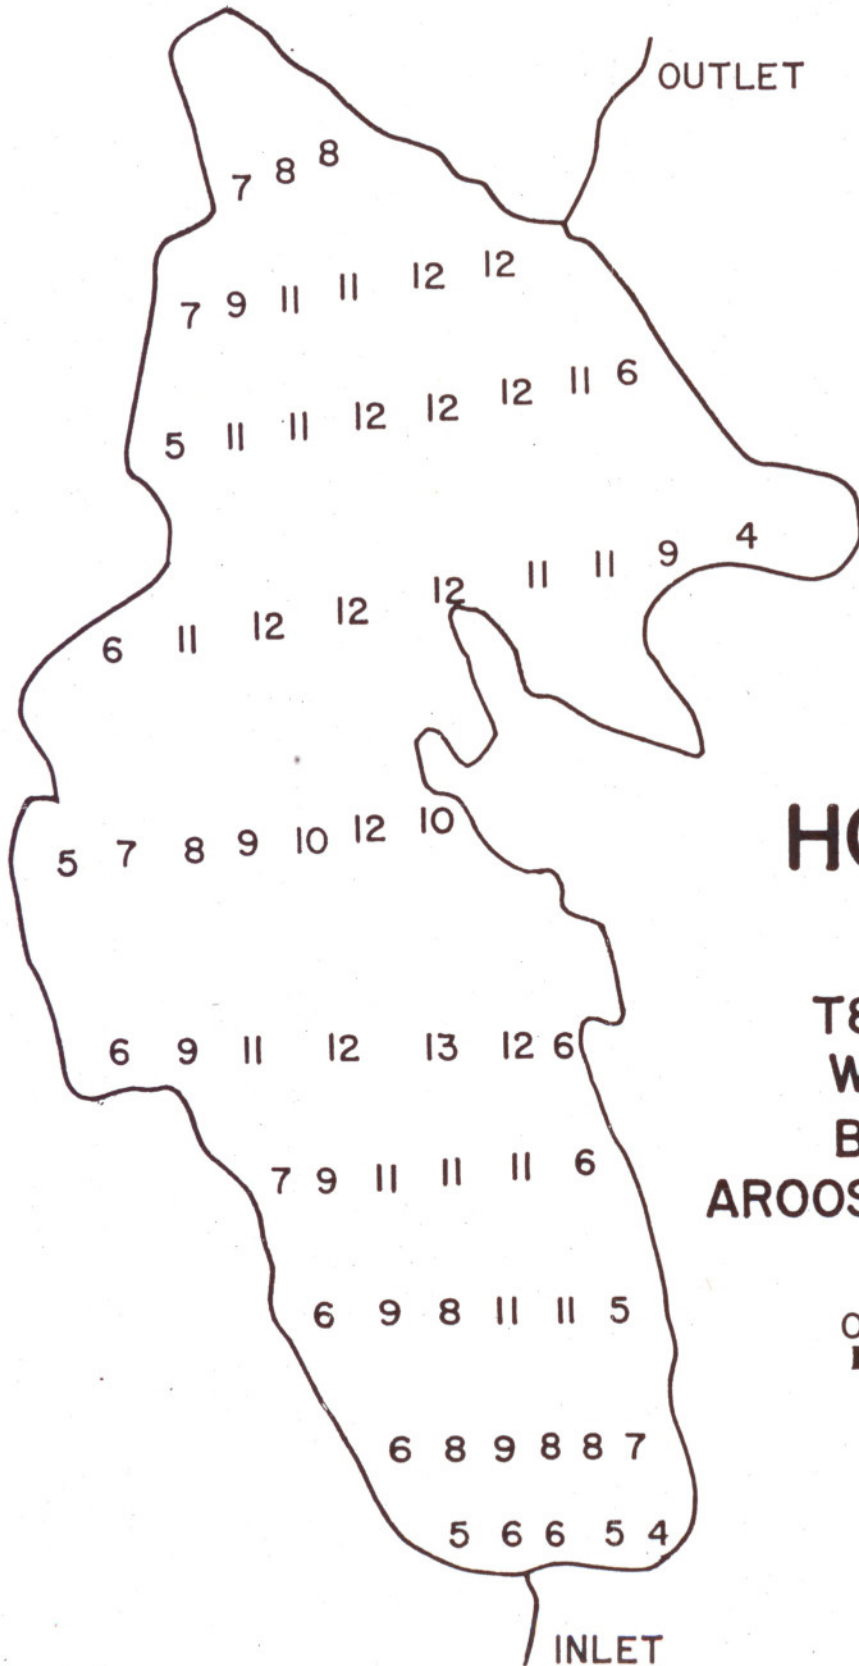 OUTLET
7 8 8
7 9 11 11 12 12
5 11 11 12 12 12 11 6
6 11 12 12 12 11 11 9 4
5 7 8 9 10 12 10
HO
6 9 11 12 13 12 6
T8
W
B
7 9 11 11 11 6
AROOS
6 9 8 11 11 5
6 8 9 8 8 7
5 6 6 5 4
INLET